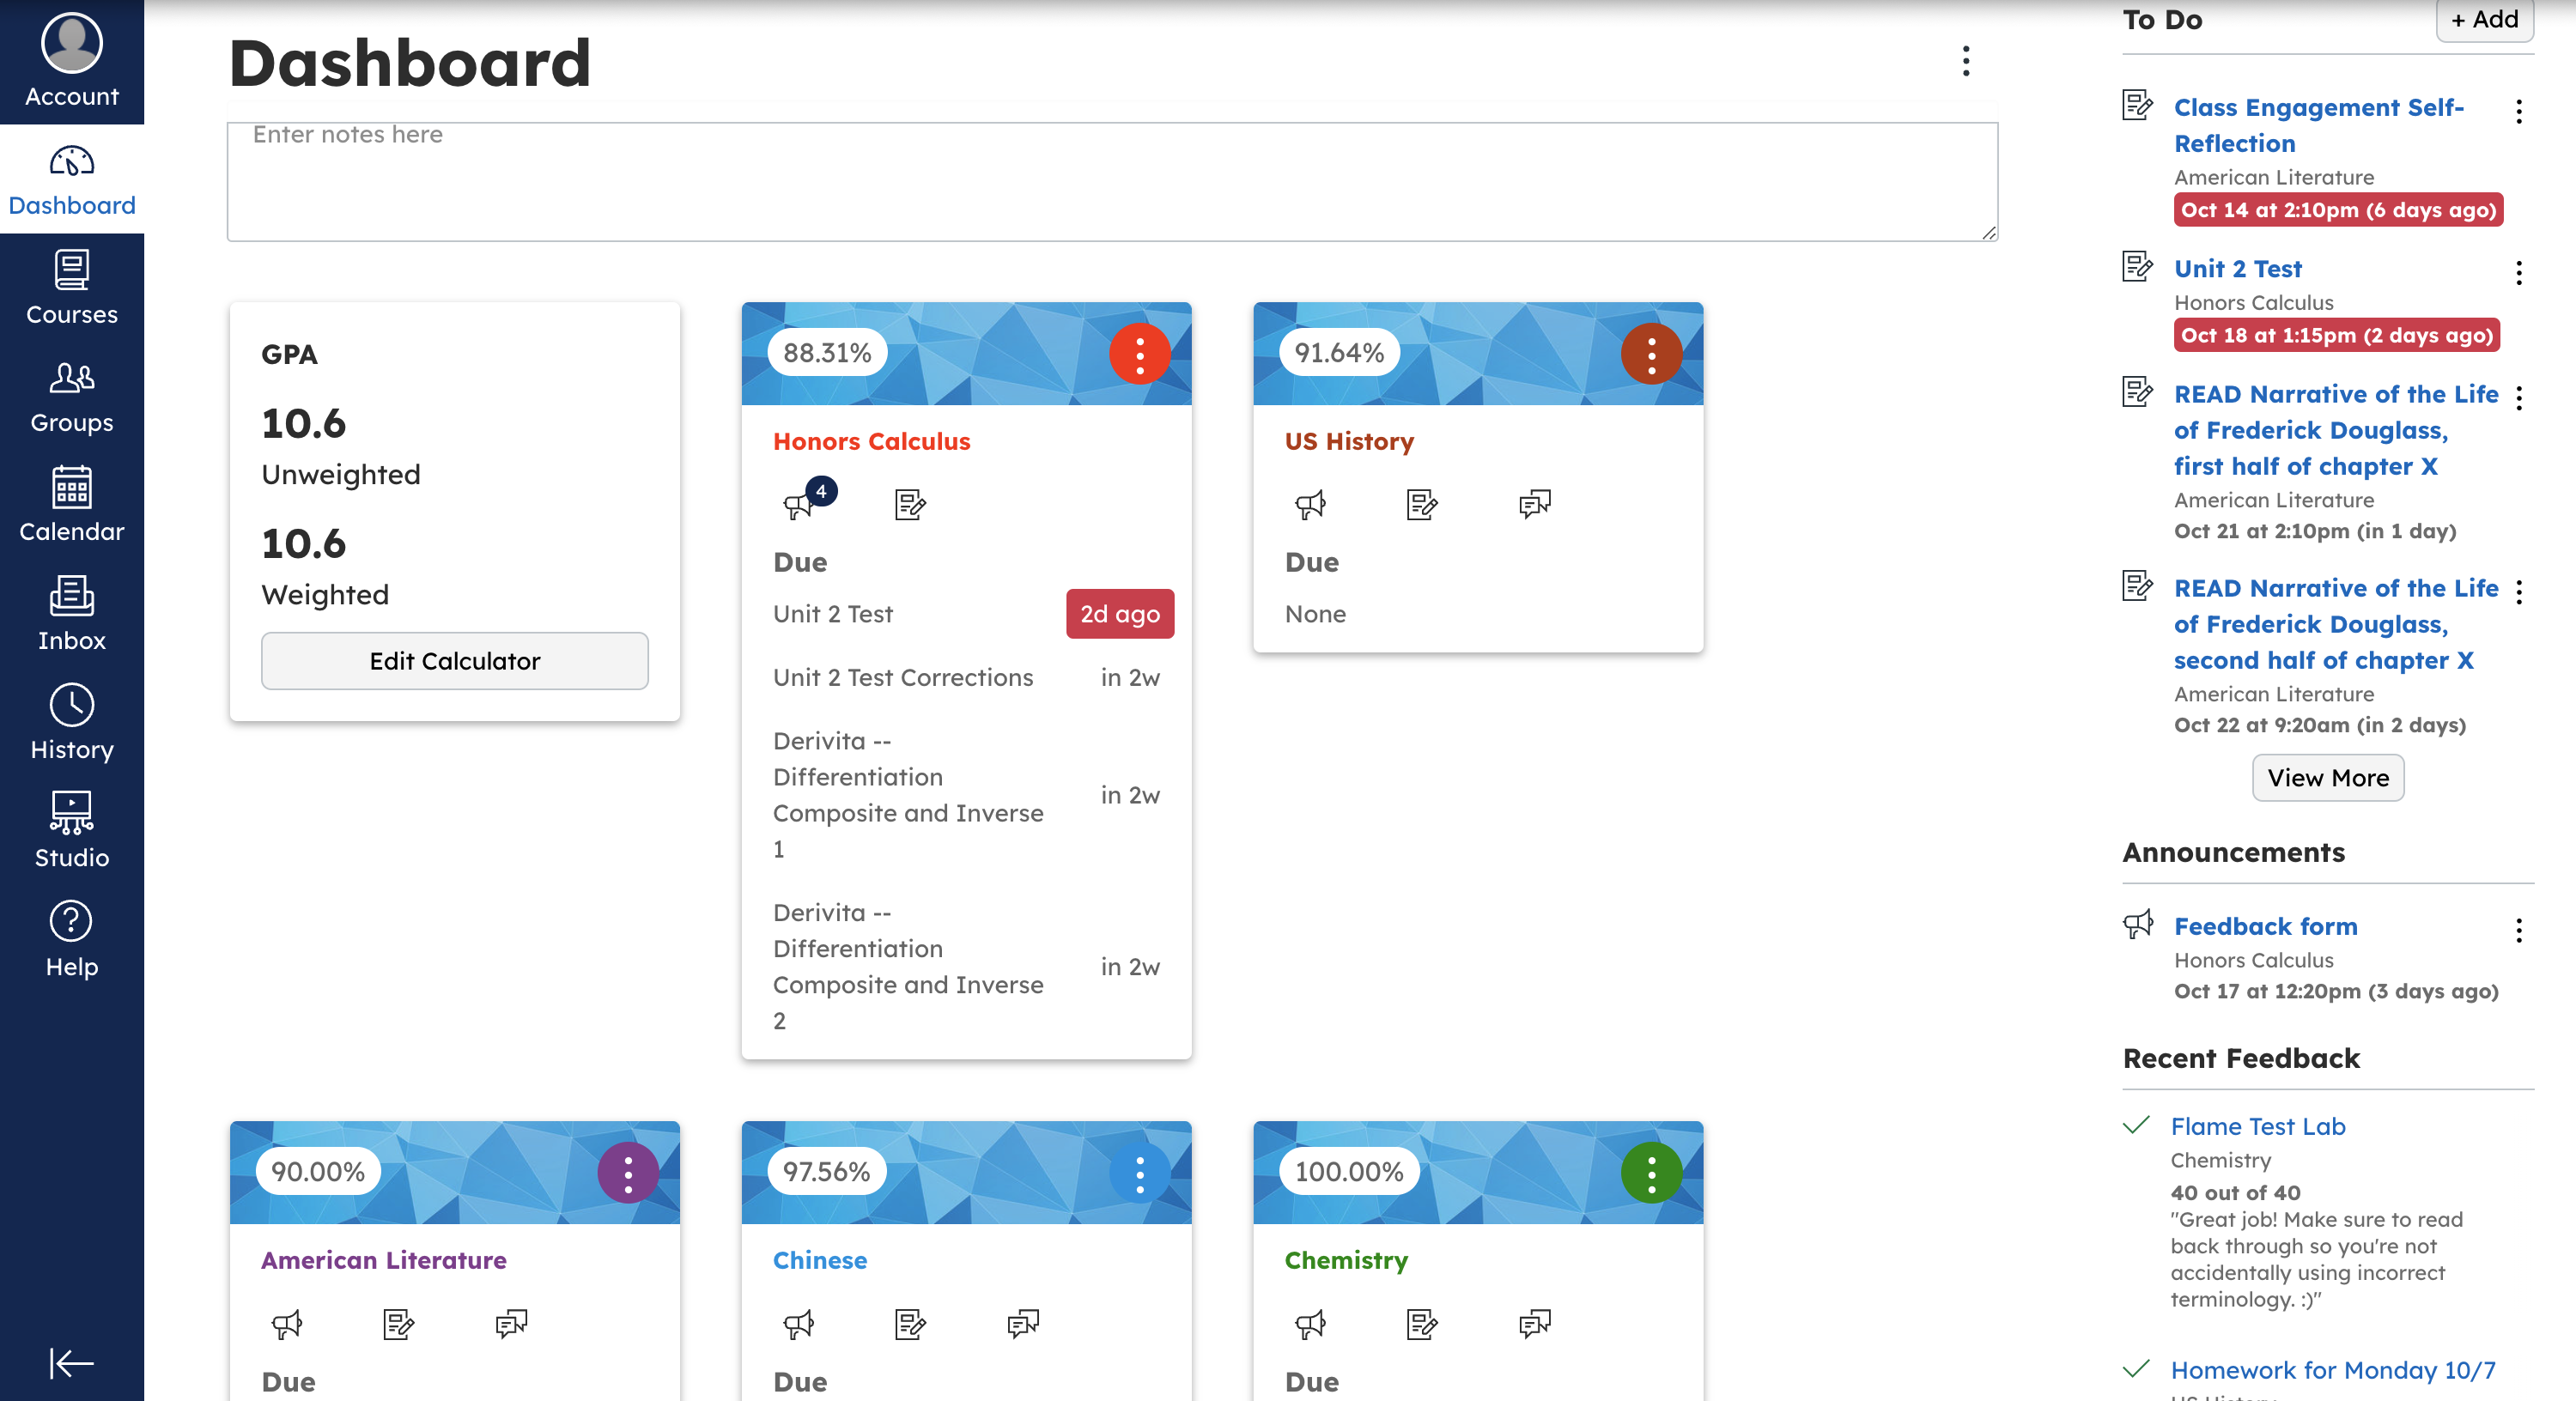 Account
Dashboard
Courses
Groups
Calendar
Inbox
History
Studio
Help
Dashboard
Enter notes here
GPA
10.6
Unweighted
10.6
Weighted
Edit Calculator
88.31%
Honors Calculus
4
Due
Unit 2 Test
2d ago
Unit 2 Test Corrections
in 2w
Derivita --
Differentiation
Composite and Inverse
1
in 2w
Derivita --
Differentiation
Composite and Inverse
2
in 2w
91.64%
US History
Due
None
90.00%
American Literature
Due
97.56%
Chinese
Due
100.00%
Chemistry
Due
To Do
+ Add
Class Engagement Self-
Reflection
American Literature
Oct 14 at 2:10pm (6 days ago)
Unit 2 Test
Honors Calculus
Oct 18 at 1:15pm (2 days ago)
READ Narrative of the Life
of Frederick Douglass,
first half of chapter X
American Literature
Oct 21 at 2:10pm (in 1 day)
READ Narrative of the Life
of Frederick Douglass,
second half of chapter X
American Literature
Oct 22 at 9:20am (in 2 days)
View More
Announcements
Feedback form
Honors Calculus
Oct 17 at 12:20pm (3 days ago)
Recent Feedback
Flame Test Lab
Chemistry
40 out of 40
"Great job! Make sure to read
back through so you're not
accidentally using incorrect
terminology. :)"
Homework for Monday 10/7
US History